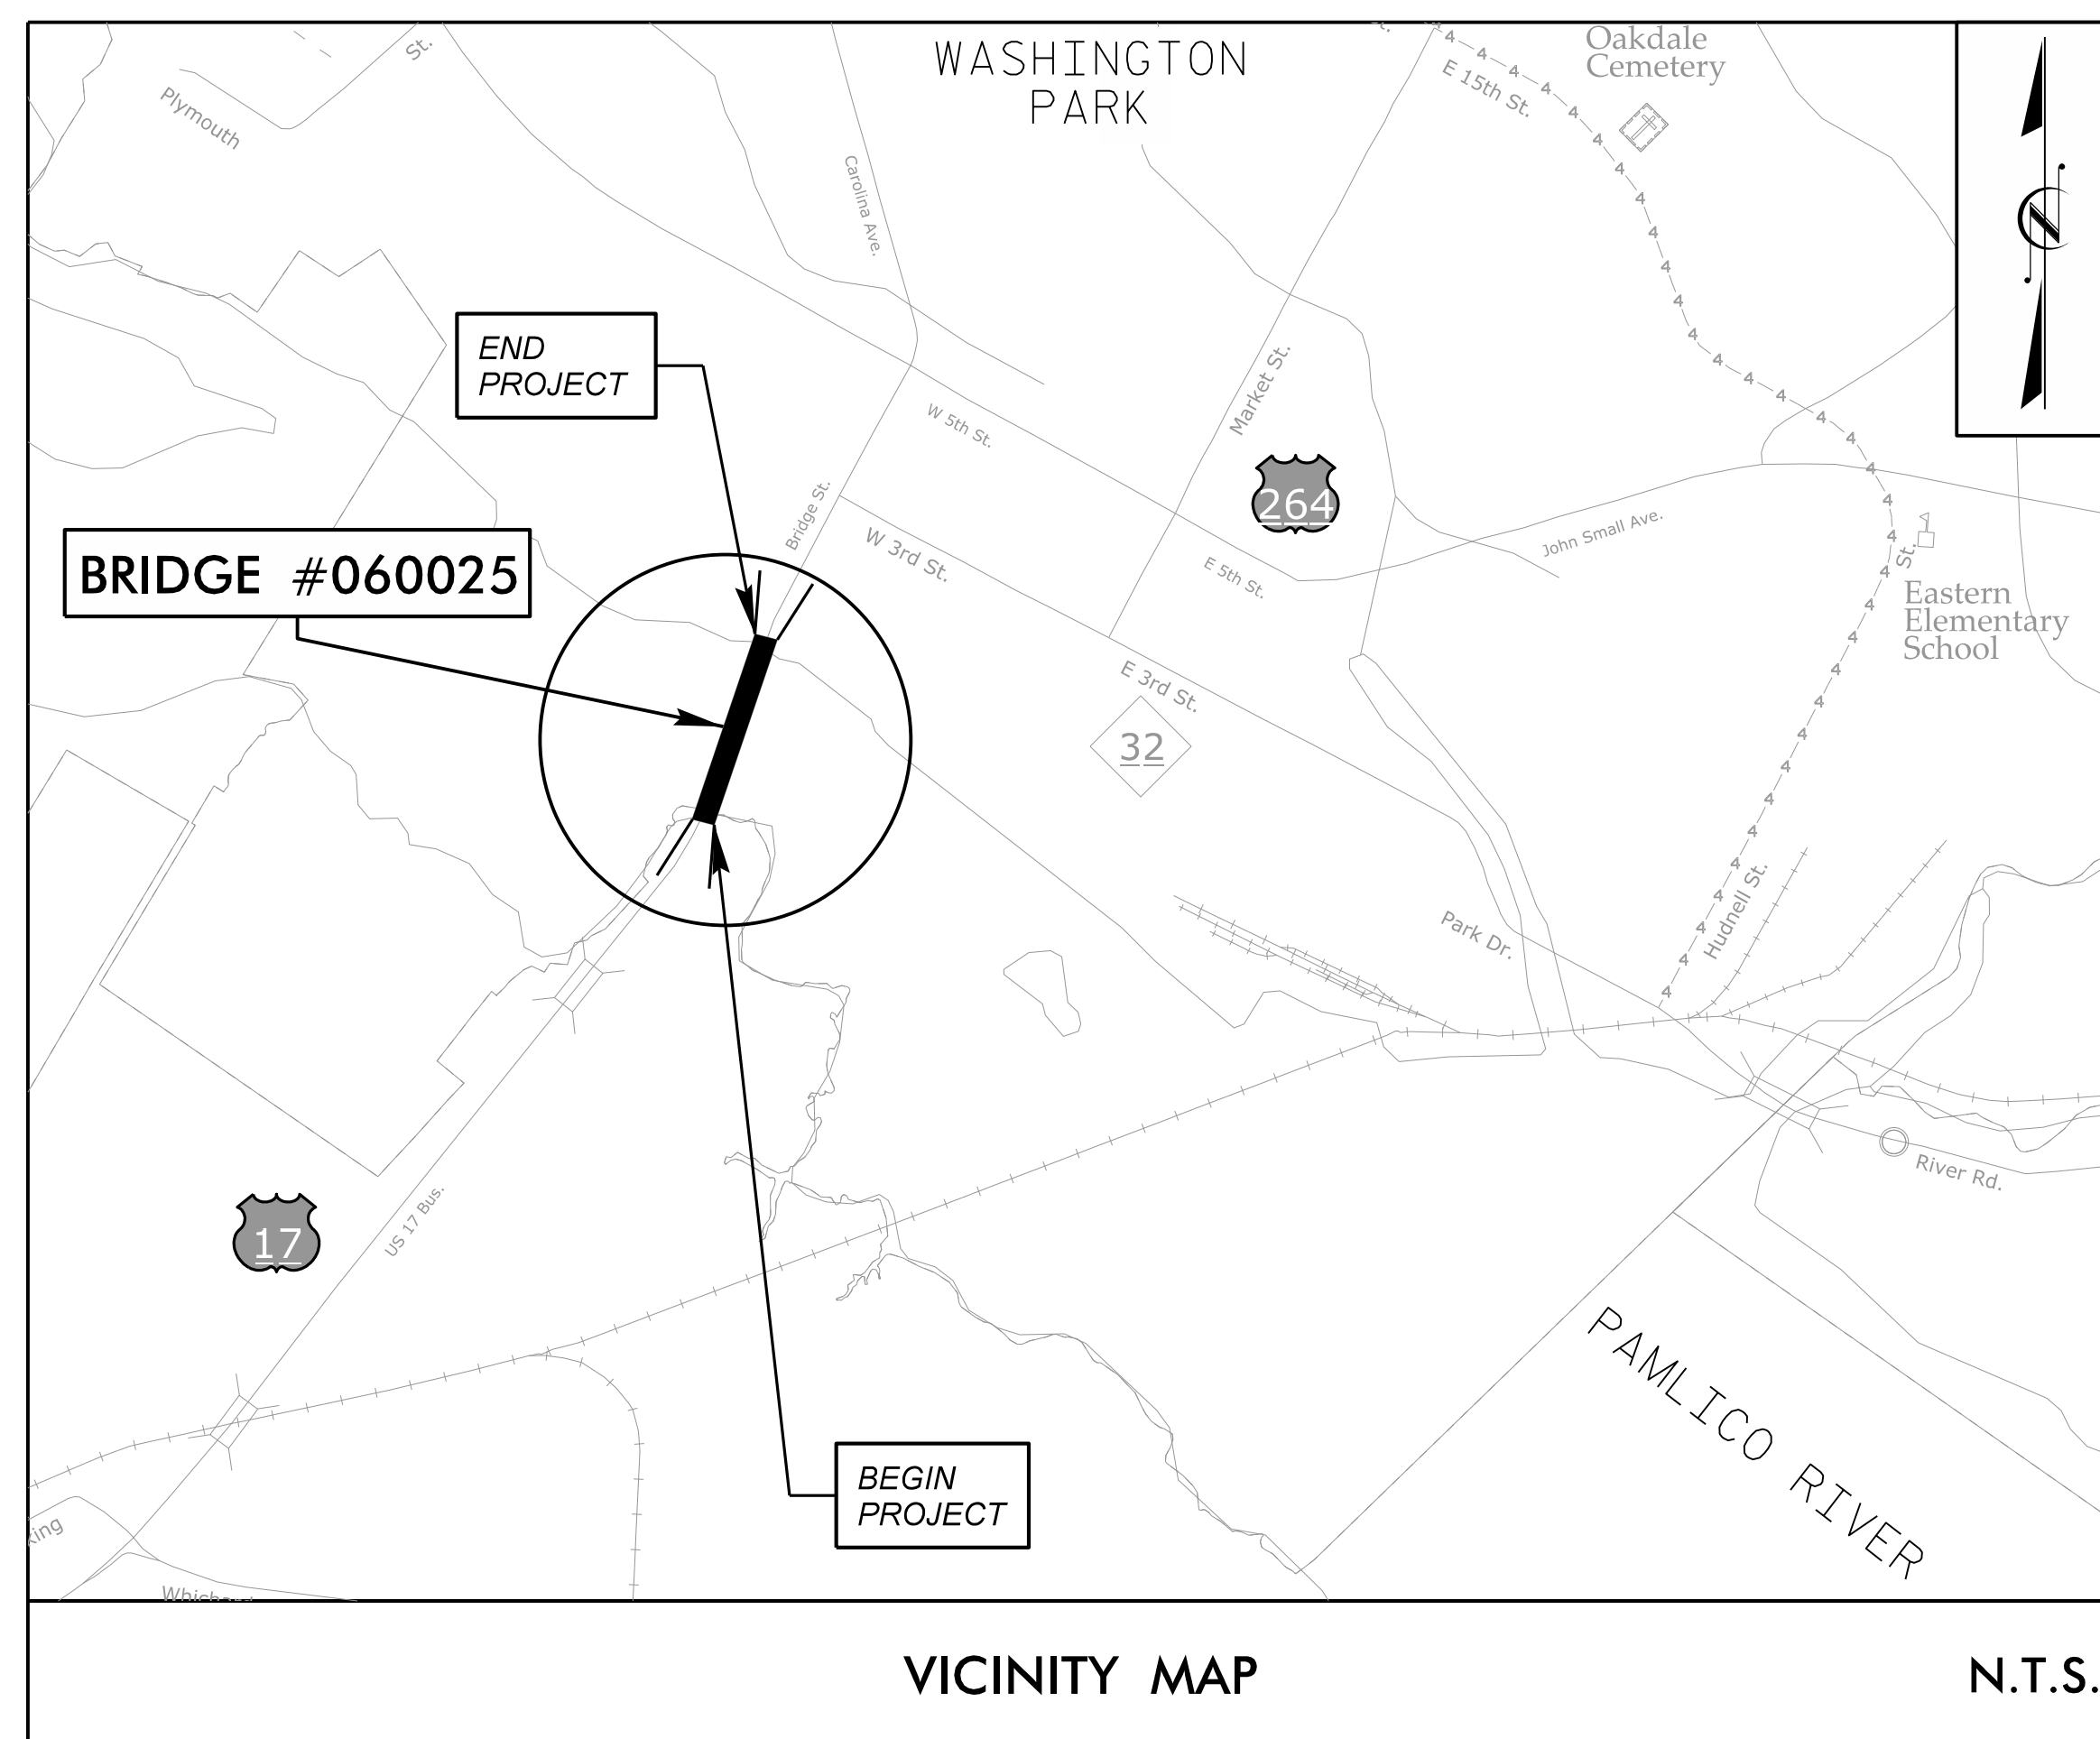 WASHINGTON
PARK
Oakdale
Cemetery
E 15th St.
St.
Plymouth
Carolina Ave.
END
PROJECT
Market St.
W 5th St.
264
Bridge St.
W 3rd St.
John Small Ave.
E 5th St.
St.
BRIDGE #060025
Eastern
Elementary
School
E 3rd St.
32
Hudnell St.
Park Dr.
River Rd.
17
US 17 Bus.
PAMLICO RIVER
BEGIN
PROJECT
VICINITY MAP
N.T.S.